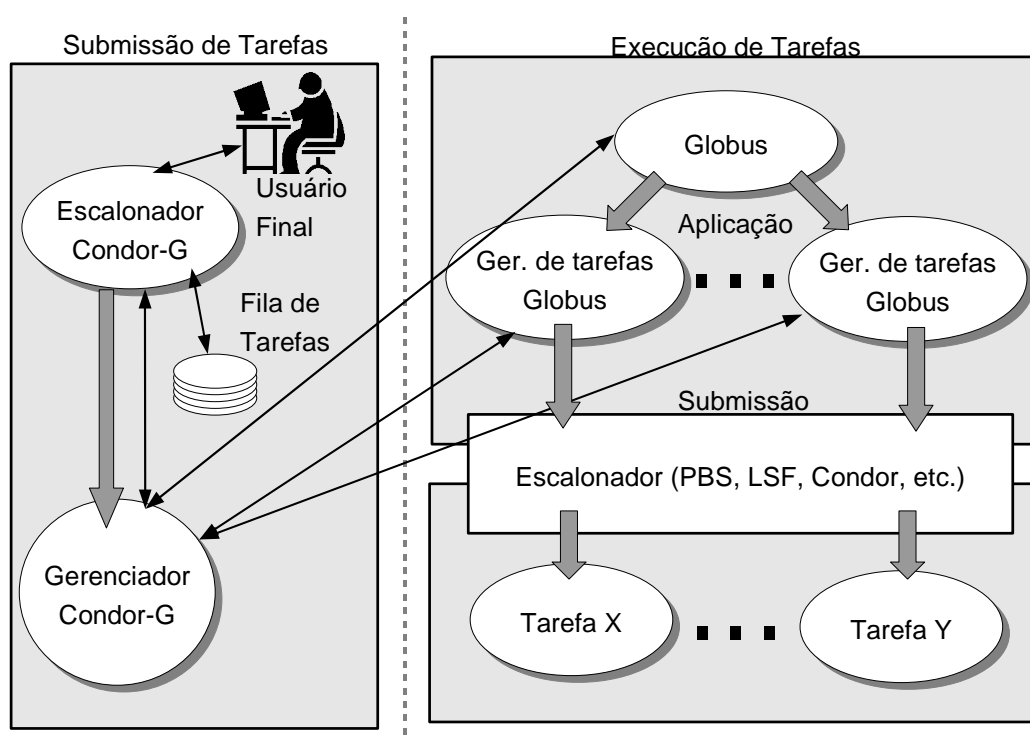 Submissão de Tarefas
Usuário
Final
Escalonador
Condor-G
Fila de
Tarefas
Gerenciador
Condor-G
Execução de Tarefas
Globus
Aplicação
Ger. de tarefas
Globus
Ger. de tarefas
Globus
Submissão
Escalonador (PBS, LSF, Condor, etc.)
Tarefa X
Tarefa Y